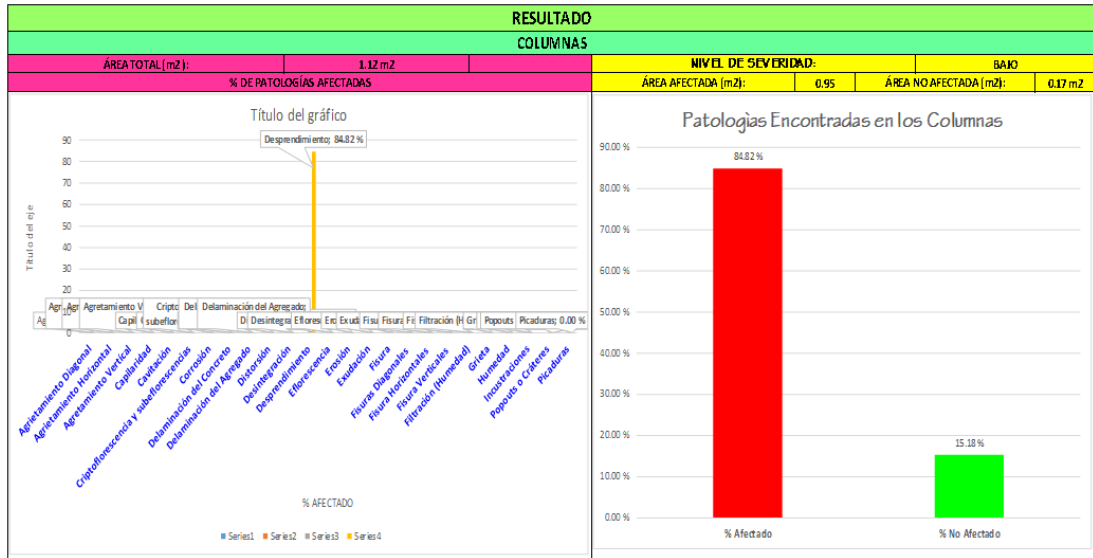 RESULTADO
COLUMNAS
ÁREA TOTAL (m2): 1.12 m2
% DE PATOLOGÍAS AFECTADAS
NIVEL DE SEVERIDAD: BAJO
ÁREA AFECTADA (m2): 0.95 ÁREA NO AFECTADA (m2): 0.17 m2
Título del gráfico
Desprendimiento; 84.82 %
Título del eje
90
80
70
60
50
40
30
20
10
0
Agretamiento V
Delaminación del Agregado;
Capil
subeflor
Desintegra
Eflores
Exud
Fisu
Fisura
Filtración (H
Popouts
Picaduras; 0.00 %
Agrietamiento Diagonal
Agrietamiento Horizontal
Agretamiento Vertical
Capilaridad
Cavitación
Criptoflorescencia y subeflorescencias
Corrosión
Delaminación del Concreto
Delaminación del Agregado
Distorsión
Desintegración
Desprendimiento
Eflorescencia
Erosión
Exudación
Fisura
Fisuras Diagonales
Fisura Horizontales
Fisura Verticales
Filtración (Humedad)
Grieta
Humedad
Incustraciones
Popouts o Cráteres
Picaduras
% AFECTADO
Series1 Series2 Series3 Series4
Patologias Encontradas en los Columnas
90.00 %
80.00 %
70.00 %
60.00 %
50.00 %
40.00 %
30.00 %
20.00 %
10.00 %
0.00 %
84.82 %
15.18 %
% Afectado
% No Afectado